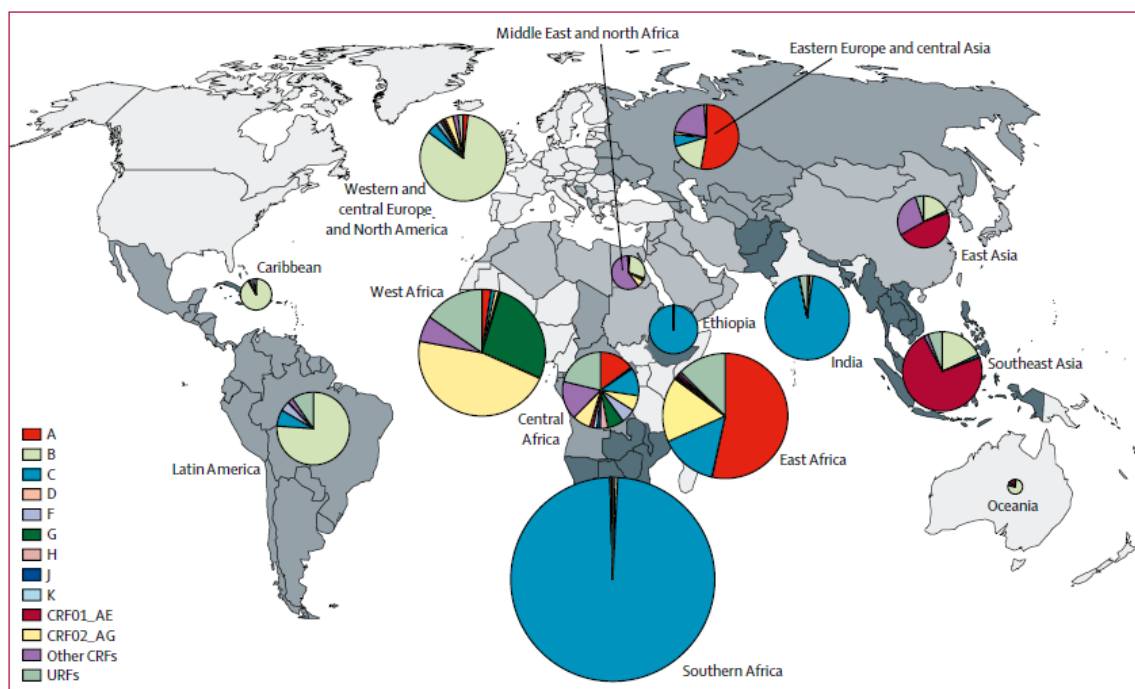 Middle East and north Africa
Eastern Europe and central Asia
Western and
central Europe
and North America
East Asia
Caribbean
West Africa
Ethiopia
India
Southeast Asia
Central
Africa
East Africa
Latin America
Oceania
Southern Africa
A
B
C
D
F
G
H
J
K
CRF01_AE
CRF02_AG
Other CRFs
URFs